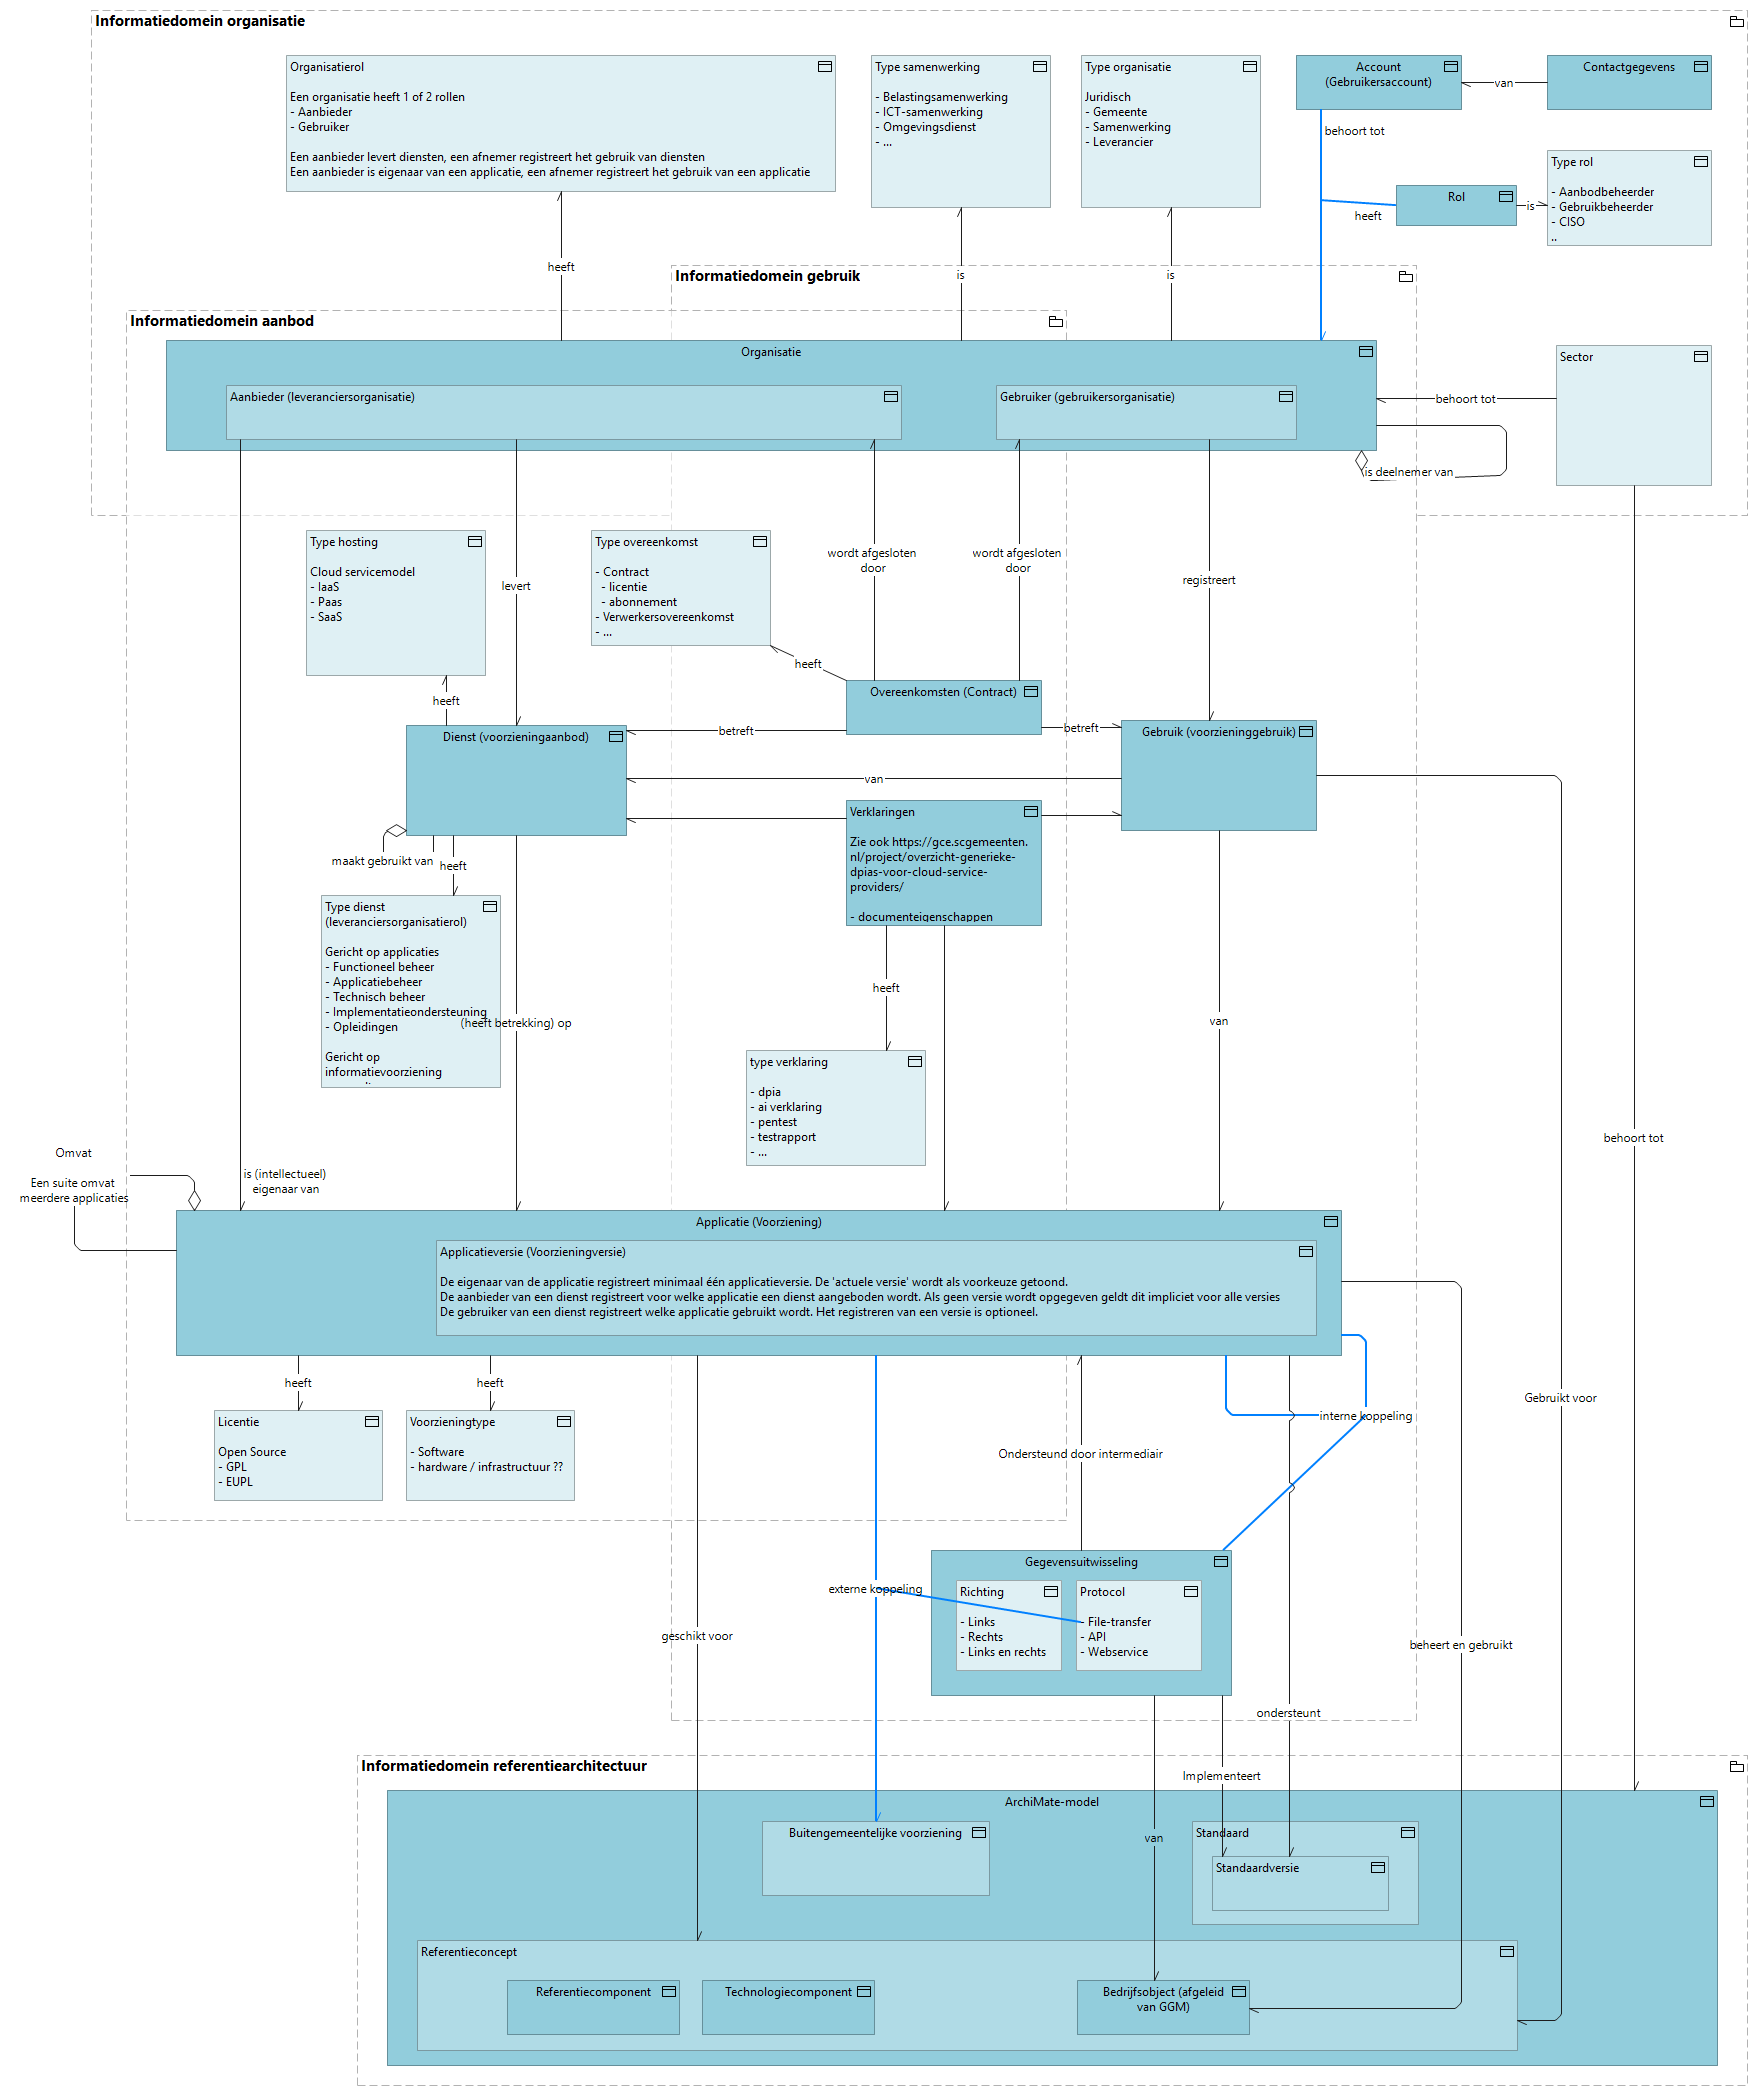 Informatiedomein organisatie
Organisatierol
Een organisatie heeft 1 of 2 rollen
- Aanbieder
- Gebruiker
Een aanbieder levert diensten, een afnemer registreert het gebruik van diensten
Een aanbieder is eigenaar van een applicatie, een afnemer registreert het gebruik van een applicatie
Type samenwerking
- Belastingsamenwerking
- ICT-samenwerking
- Omgevingsdienst
- ...
Type organisatie
Juridisch
- Gemeente
- Samenwerking
- Leverancier
Account
(Gebruikersaccount)
van
Contactgegevens
behoort tot
Rol
heeft
is
Type rol
- Aanbodbeheerder
- Gebruikbeheerder
- CISO
..
heeft
is
is
Informatiedomein gebruik
Informatiedomein aanbod
Organisatie
Aanbieder (leveranciersorganisatie)
Gebruiker (gebruikersorganisatie)
Sector
behoort tot
is deelnemer van
Type hosting
Cloud servicemodel
- IaaS
- Paas
- SaaS
levert
Type overeenkomst
- Contract
- licentie
- abonnement
- Verwerkersovereenkomst
- ...
wordt afgesloten
door
wordt afgesloten
door
registreert
heeft
heeft
Overeenkomsten (Contract)
betreft
betreft
Dienst (voorzieningaanbod)
Gebruik (voorzieninggebruik)
van
Verklaringen
Zie ook https://gce.scgemeenten.
nl/project/overzicht-generieke-
dpias-voor-cloud-service-
providers/
- documenteigenschappen
maakt gebruikt van
heeft
Type dienst
(leveranciersorganisatierol)
Gericht op applicaties
- Functioneel beheer
- Applicatiebeheer
- Technisch beheer
- Implementatieondersteuning
- Opleidingen
Gericht op
informatievoorziening
(heeft betrekking) op
heeft
van
type verklaring
- dpia
- ai verklaring
- pentest
- testrapport
- ...
behoort tot
Omvat
Een suite omvat
meerdere applicaties
is (intellectueel)
eigenaar van
Applicatie (Voorziening)
Applicatieversie (Voorzieningversie)
De eigenaar van de applicatie registreert minimaal één applicatieversie. De 'actuele versie' wordt als voorkeuze getoond.
De aanbieder van een dienst registreert voor welke applicatie een dienst aangeboden wordt. Als geen versie wordt opgegeven geldt dit impliciet voor alle versies
De gebruiker van een dienst registreert welke applicatie gebruikt wordt. Het registreren van een versie is optioneel.
heeft
heeft
Licentie
Open Source
- GPL
- EUPL
Voorzieningtype
- Software
- hardware / infrastructuur ??
Gebruikt voor
interne koppeling
Ondersteund door intermediair
Gegevensuitwisseling
Richting
- Links
- Rechts
- Links en rechts
Protocol
- File-transfer
- API
- Webservice
externe koppeling
geschikt voor
beheert en gebruikt
ondersteunt
Informatiedomein referentiearchitectuur
Implementeert
ArchiMate-model
Buitengemeentelijke voorziening
van
Standaard
Standaardversie
Referentieconcept
Referentiecomponent
Technologiecomponent
Bedrijfsobject (afgeleid
van GGM)